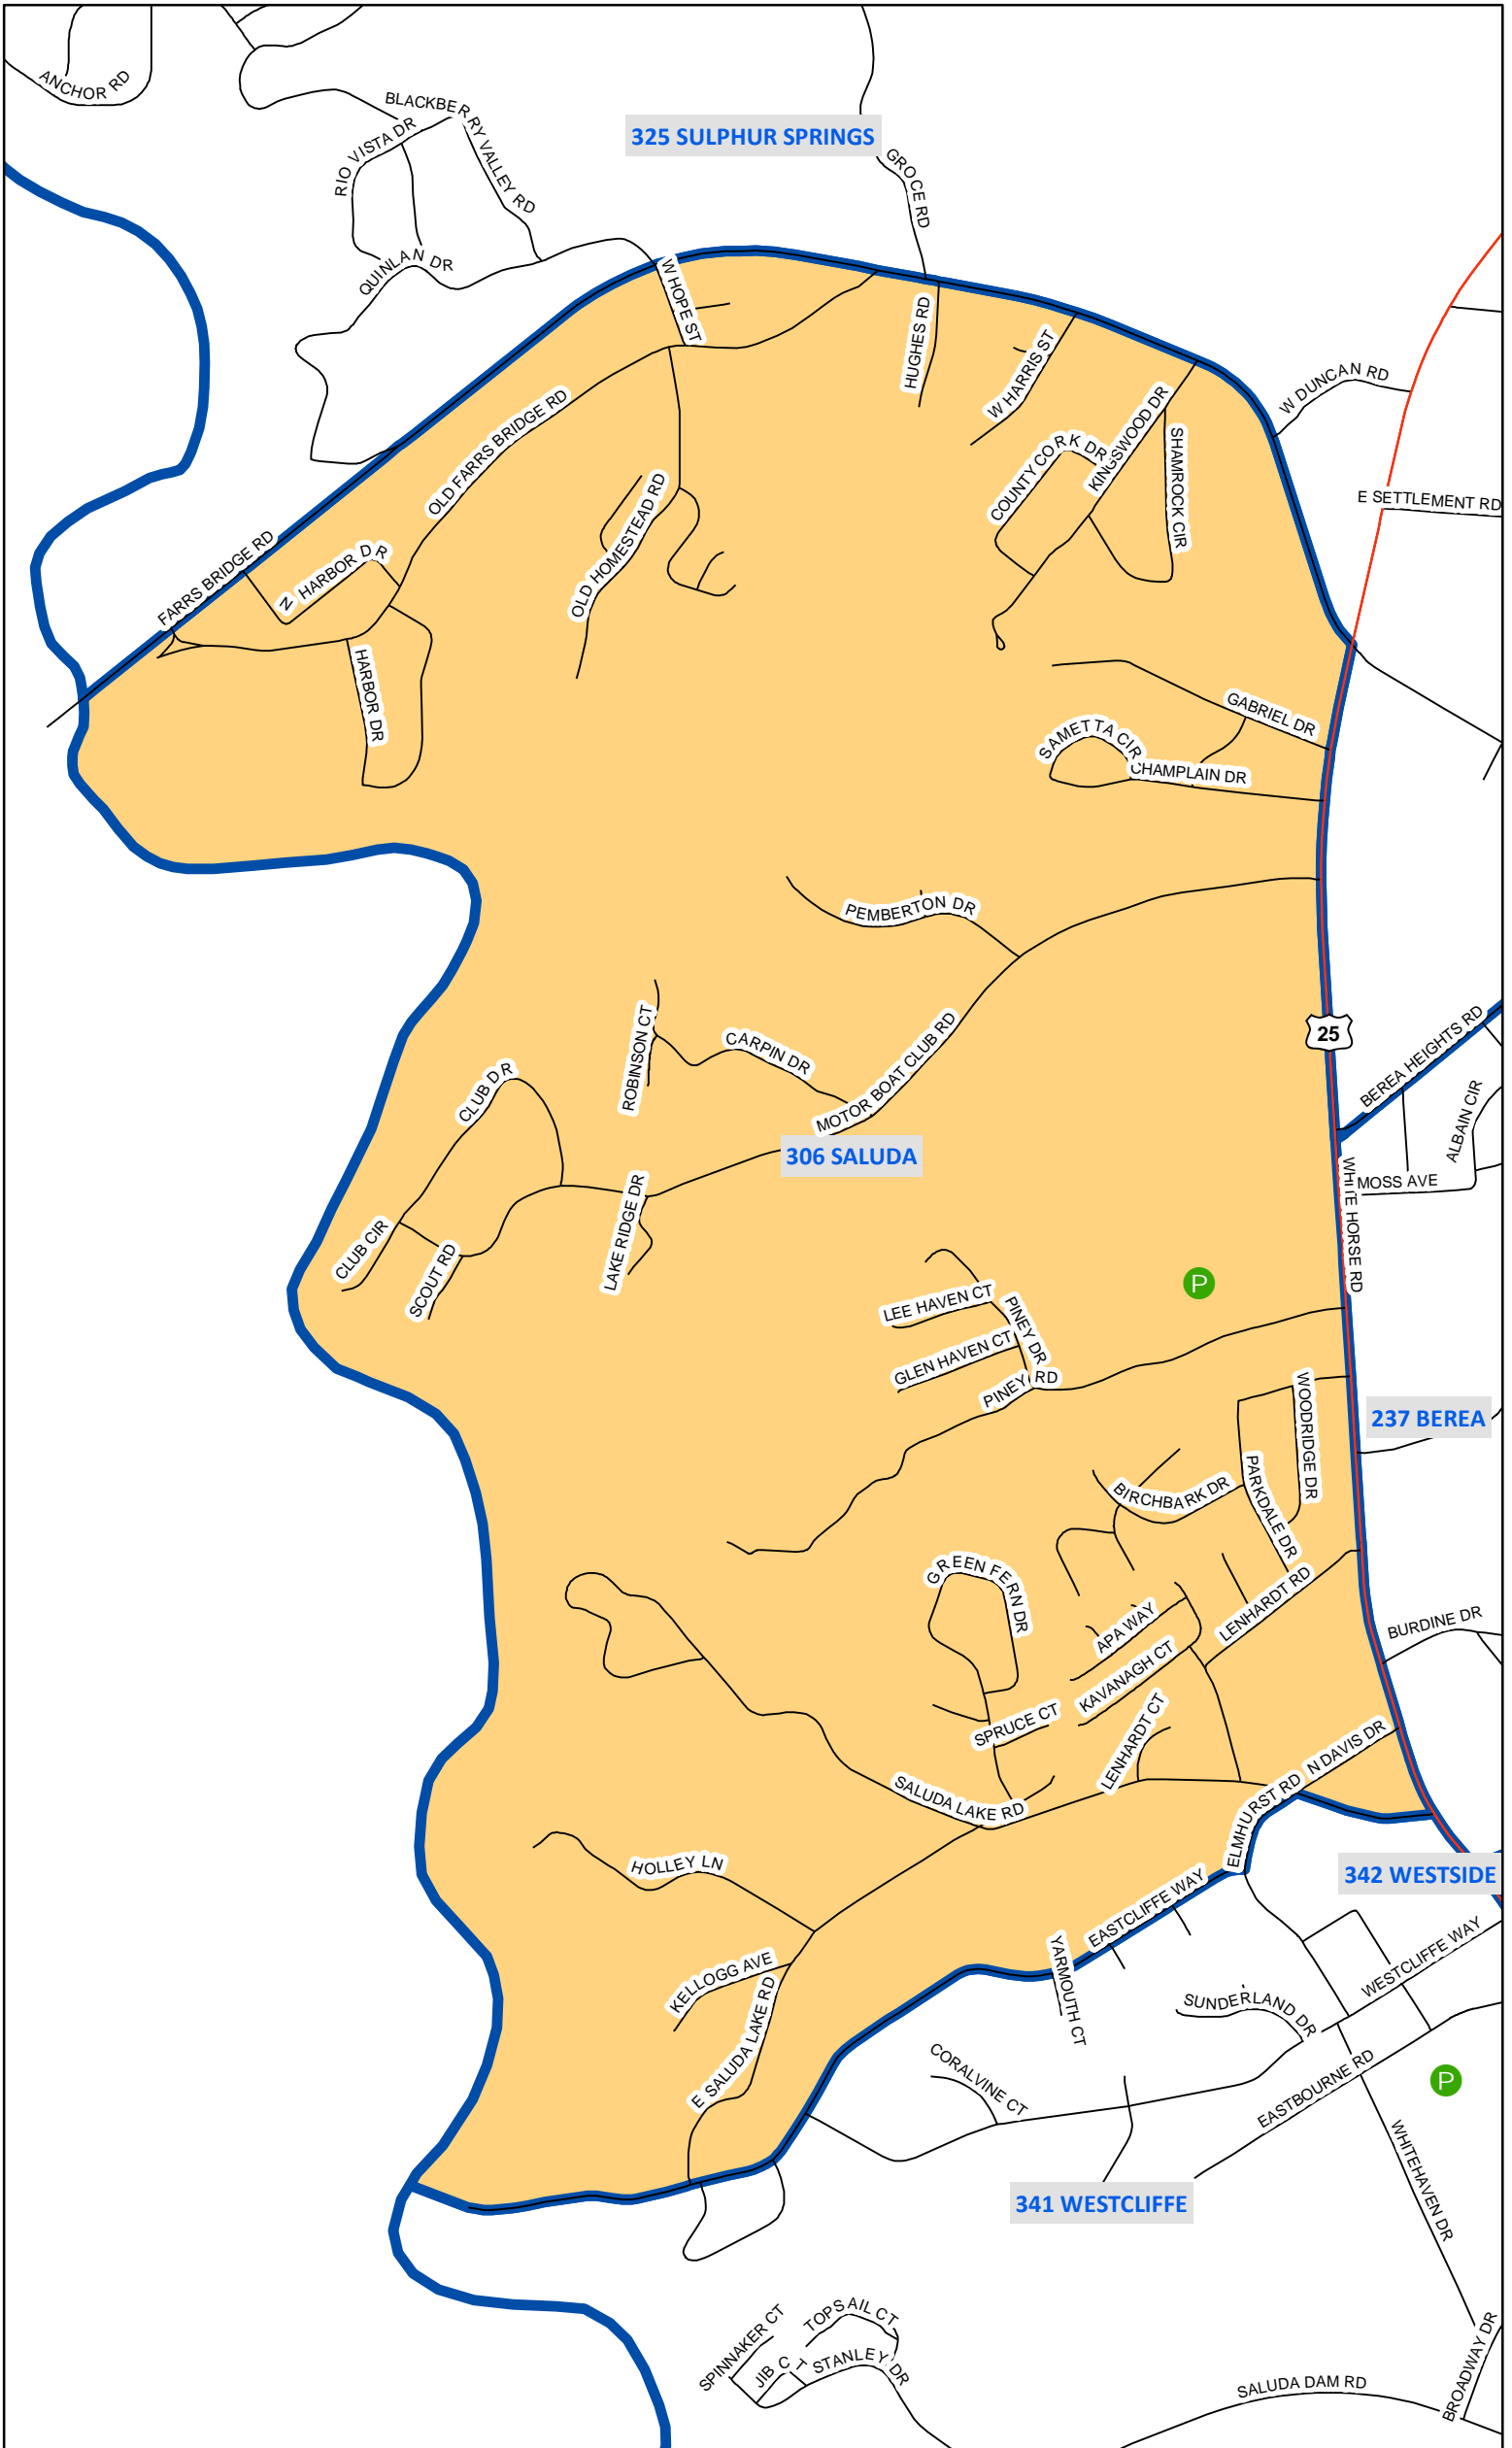 ANCHOR RD
BLACKBERRY VALLEY RD
RIO VISTA DR
325 SULPHUR SPRINGS
GROCE RD
QUINLAN DR
W HOPE ST
HUGHES RD
W HARRIS ST
W DUNCAN RD
KINGSWOOD DR
OLD FARRS BRIDGE RD
COUNTY CORK DR
SHAMROCK CIR
E SETTLEMENT RD
OLD HOMESTEAD RD
FARRS BRIDGE RD
N HARBOR DR
HARBOR DR
GABRIEL DR
SAMETTA CIR
CHAMPLAIN DR
PEMBERTON DR
ROBINSON CT
CARPIN DR
MOTOR BOAT CLUB RD
25
BEREA HEIGHTS RD
ALBAIN CIR
CLUB DR
306 SALUDA
WHITE HORSE RD
MOSS AVE
LAKE RIDGE DR
CLUB CIR
SCOUT RD
P
LEE HAVEN CT
PINEY DR
GLEN HAVEN CT
PINEY RD
WOODRIDGE DR
237 BEREA
BIRCHBARK DR
PARKDALE DR
GREEN FERN DR
LENHARDT RD
APA WAY
KAVANAGH CT
BURDINE DR
SPRUCE CT
LENHARDT CT
N DAVIS DR
SALUDA LAKE RD
ELMHURST RD
HOLLEY LN
342 WESTSIDE
EASTCLIFFE WAY
YARMOUTH CT
WESTCLIFFE WAY
KELLOGG AVE
SUNDERLAND DR
E SALUDA LAKE RD
CORALVINE CT
EASTBOURNE RD
P
WHITEHAVEN DR
341 WESTCLIFFE
SPINNAKER CT
TOPSAIL CT
JIB CT
STANLEY DR
SALUDA DAM RD
BROADWAY DR